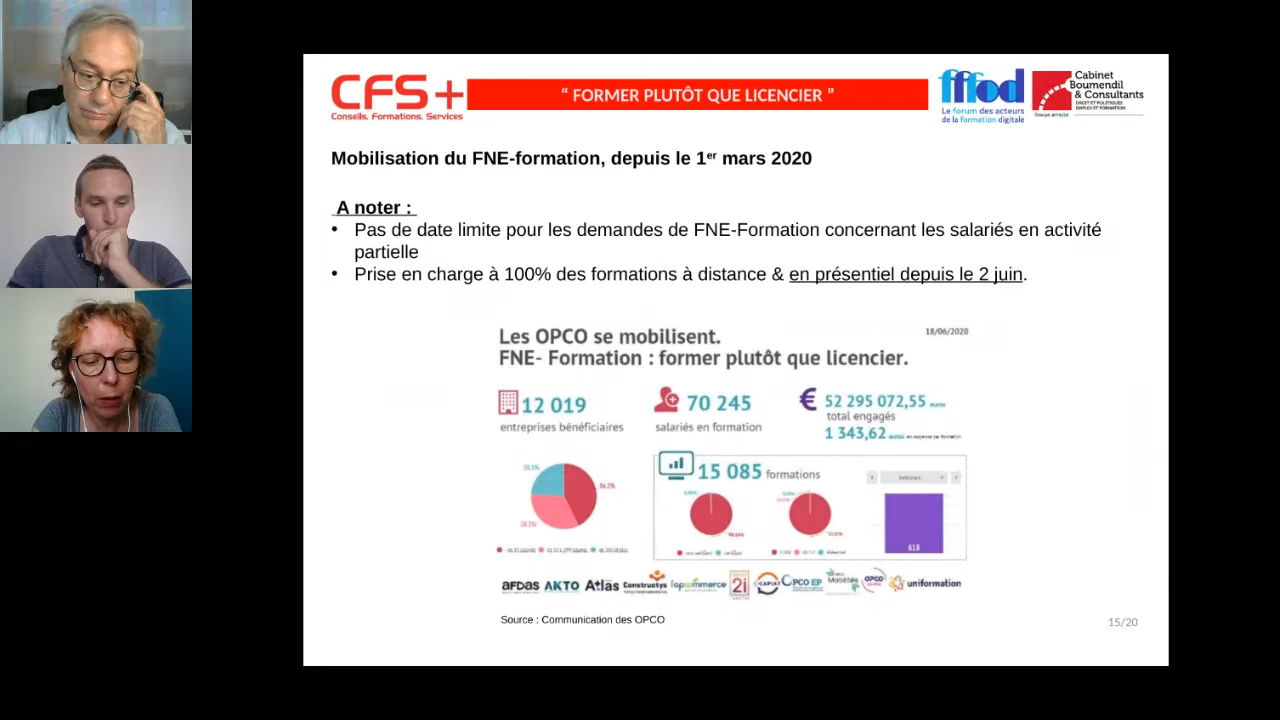 CFS+
Conseils, Formations, Services
“ FORMER PLUTÔT QUE LICENCIER ”
fffod
Le forum des acteurs
de la formation digitale
Cabinet
Boumendil
& Consultants
DROIT ET POLITIQUES
EMPLOI ET FORMATION
Mobilisation du FNE-formation, depuis le 1er mars 2020
A noter :
• Pas de date limite pour les demandes de FNE-Formation concernant les salariés en activité
partielle
• Prise en charge à 100% des formations à distance & en présentiel depuis le 2 juin.
Les OPCO se mobilisent.
18/06/2020
FNE- Formation : former plutôt que licencier.
12 019
entreprises bénéficiaires
70 245
salariés en formation
€ 52 295 072,55
total engagés
1 343,62
15 085 formations
618
afdas AKTO Atlas Constructys l'opcommerce 2i OCAPIAT OPCO EP Mobilités opco uniformation
Source : Communication des OPCO
15/20